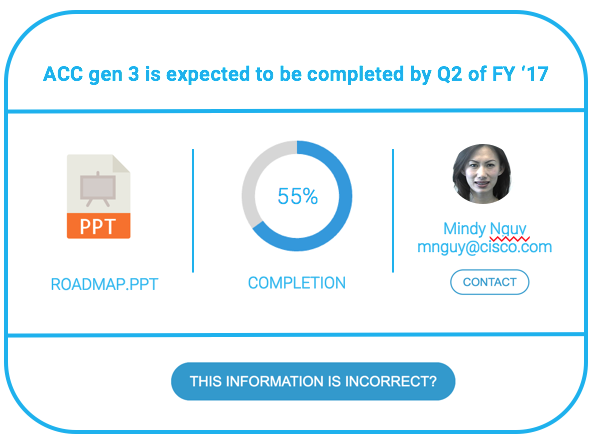 ACC gen 3 is expected to be completed by Q2 of FY ‘17
PPT
ROADMAP.PPT
55%
COMPLETION
Mindy Nguy
mnguy@cisco.com
CONTACT
THIS INFORMATION IS INCORRECT?